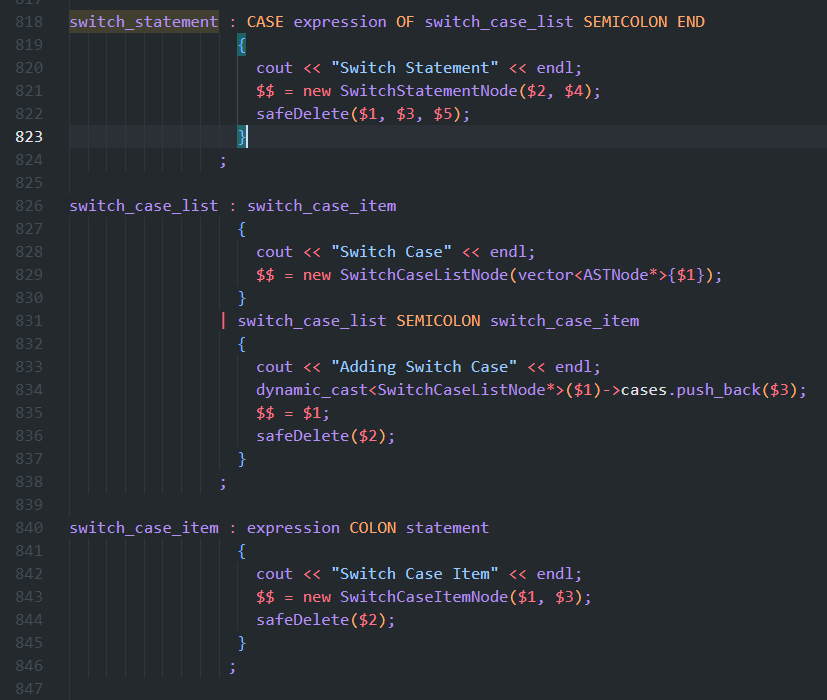 817
818 switch_statement : CASE expression OF switch_case_list SEMICOLON END
819 {
820 cout << "Switch Statement" << endl;
821 $$ = new SwitchStatementNode($2, $4);
822 safeDelete($1, $3, $5);
823 }
824 ;
825
826 switch_case_list : switch_case_item
827 {
828 cout << "Switch Case" << endl;
829 $$ = new SwitchCaseListNode(vector<ASTNode*>{$1});
830 }
831 | switch_case_list SEMICOLON switch_case_item
832 {
833 cout << "Adding Switch Case" << endl;
834 dynamic_cast<SwitchCaseListNode*>($1)->cases.push_back($3);
835 $$ = $1;
836 safeDelete($2);
837 }
838 ;
839
840 switch_case_item : expression COLON statement
841 {
842 cout << "Switch Case Item" << endl;
843 $$ = new SwitchCaseItemNode($1, $3);
844 safeDelete($2);
845 }
846 ;
847